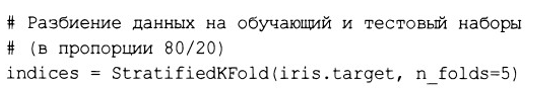 # Разбиение данных на обучающий и тестовый наборы
# (в пропорции 80/20)
indices = StratifiedKFold(iris.target, n_folds=5)